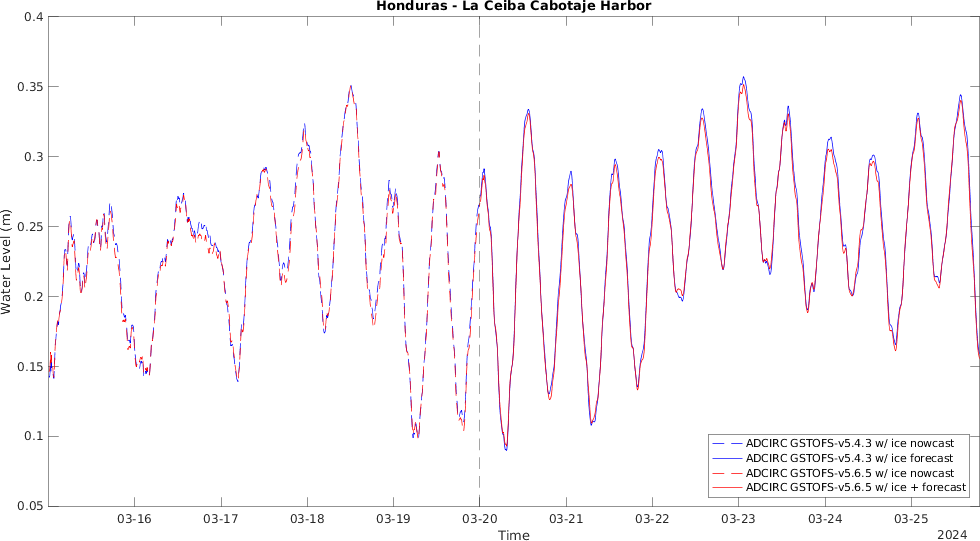 Honduras - La Ceiba Cabotaje Harbor
0.4
0.35
0.3
0.25
0.2
0.15
0.1
0.05
Water Level (m)
ADCIRC GSTOFS-v5.4.3 w/ ice nowcast
ADCIRC GSTOFS-v5.4.3 w/ ice forecast
ADCIRC GSTOFS-v5.6.5 w/ ice nowcast
ADCIRC GSTOFS-v5.6.5 w/ ice + forecast
03-16 03-17 03-18 03-19 03-20 03-21 03-22 03-23 03-24 03-25
Time
2024